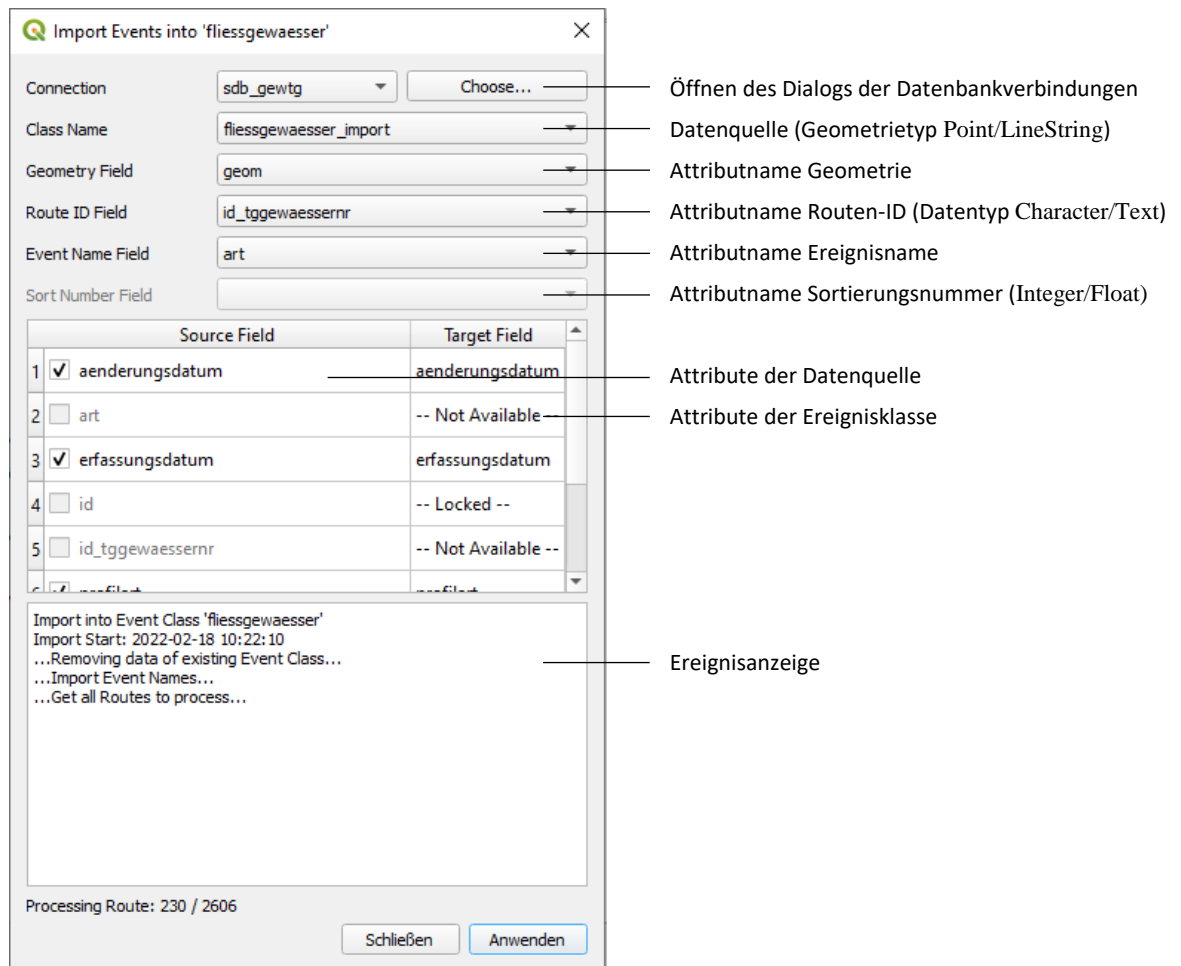 Import Events into 'fliessgewaesser'
Connection sdb_gewtg Choose... Öffnen des Dialogs der Datenbankverbindungen
Class Name fliessgewaesser_import Datenquelle (Geometrietyp Point/LineString)
Geometry Field geom Attributname Geometrie
Route ID Field id_tggewaessernr Attributname Routen-ID (Datentyp Character/Text)
Event Name Field art Attributname Ereignisname
Sort Number Field Attributname Sortierungsnummer (Integer/Float)
Source Field Target Field
1 aenderungsdatum aenderungsdatum Attribute der Datenquelle
2 art -- Not Available -- Attribute der Ereignisklasse
3 erfassungsdatum erfassungsdatum
4 id -- Locked --
5 id_tggewaessernr -- Not Available --
6 profilart profilart
Import into Event Class 'fliessgewaesser'
Import Start: 2022-02-18 10:22:10
...Removing data of existing Event Class... Ereignisanzeige
...Import Event Names...
...Get all Routes to process...
Processing Route: 230 / 2606
Schließen Anwenden